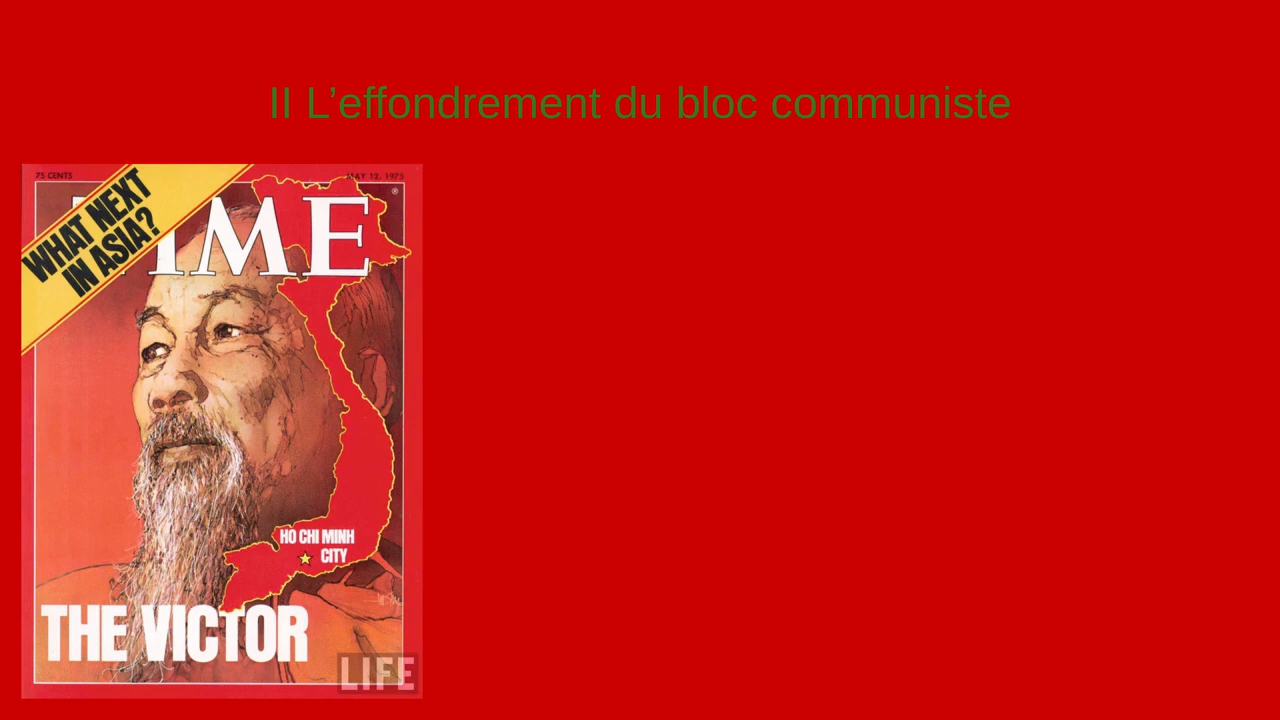 II L’effondrement du bloc communiste
75 CENTS
MAY 12, 1975
WHAT NEXT
IN ASIA?
TIME
®
HO CHI MINH
CITY
THE VICTOR
LIFE